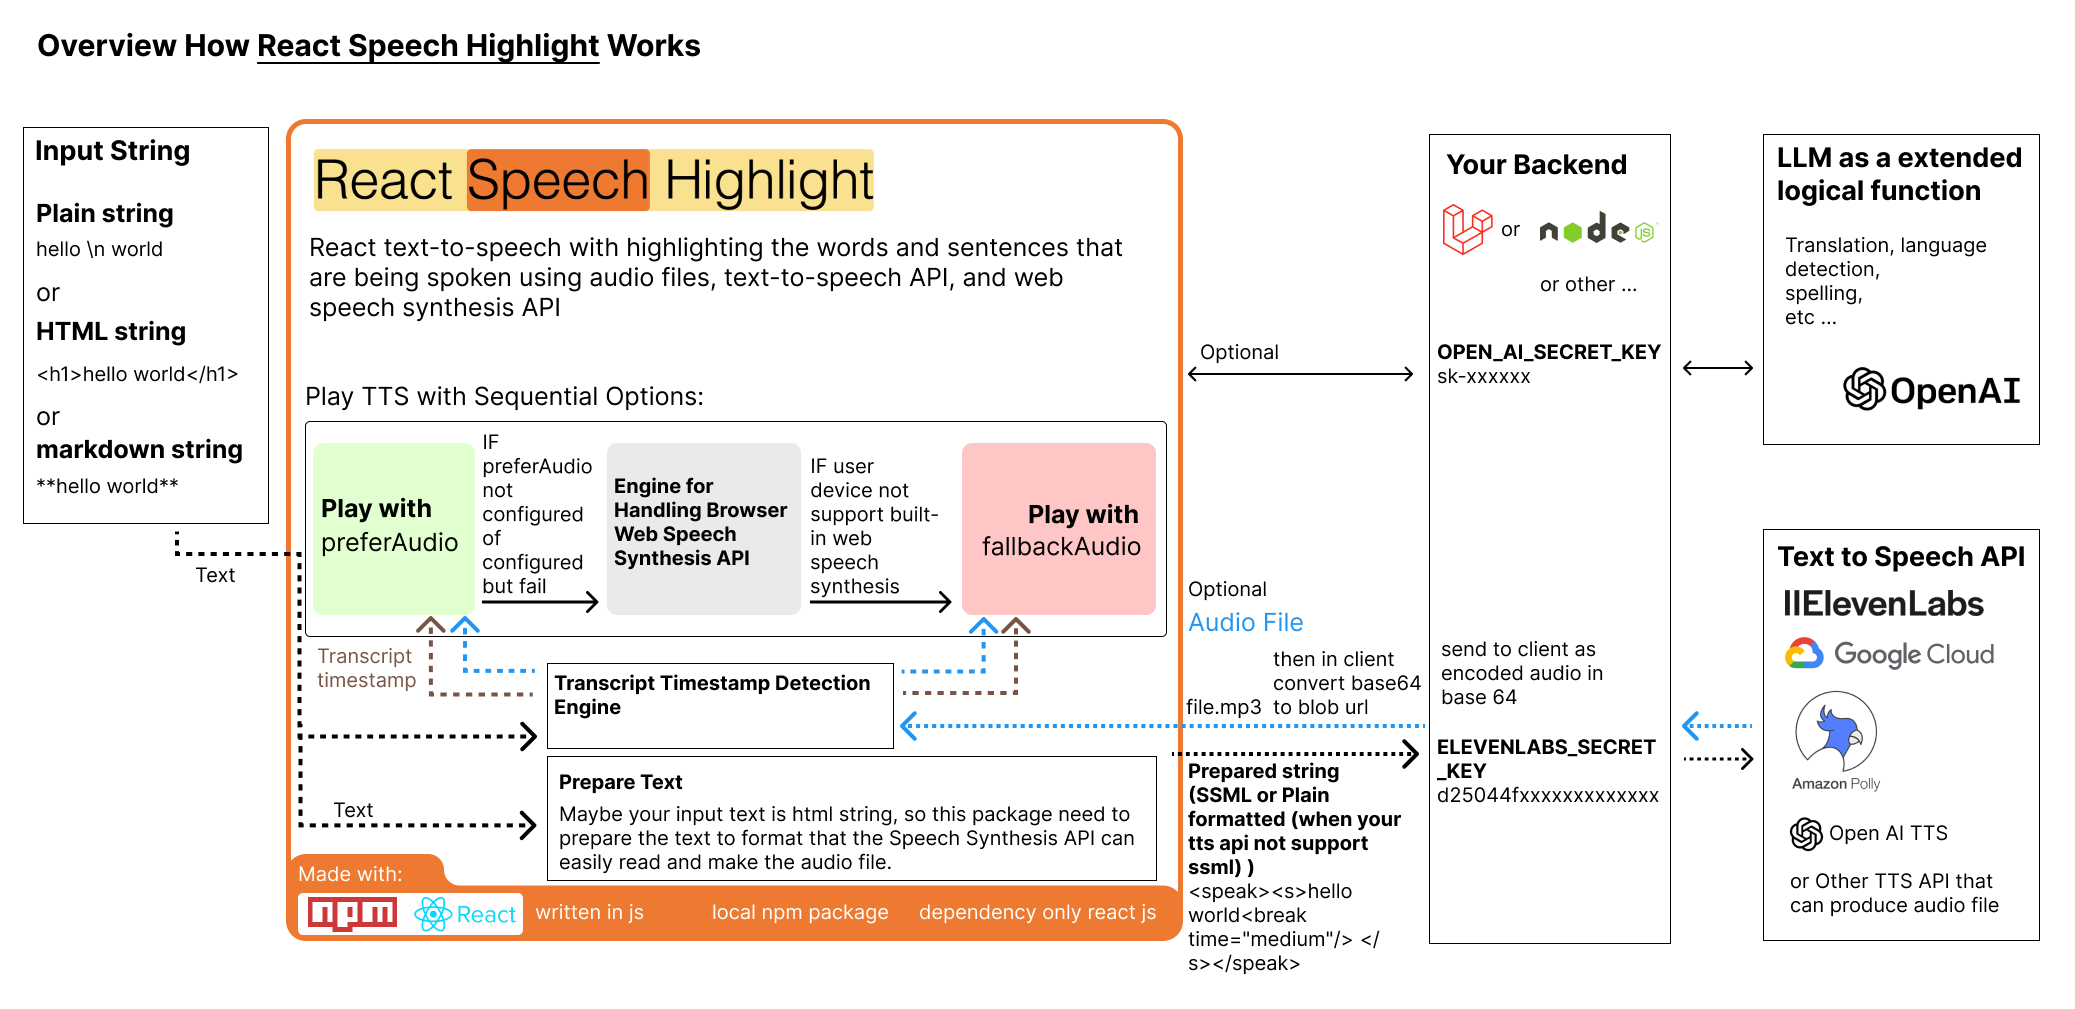 Overview How React Speech Highlight Works
Input String
Plain string
hello \n world
or
HTML string
<h1>hello world</h1>
or
markdown string
**hello world**
Text
React Speech Highlight
React text-to-speech with highlighting the words and sentences that
are being spoken using audio files, text-to-speech API, and web
speech synthesis API
Play TTS with Sequential Options:
Play with
preferAudio
IF
preferAudio
not
configured
of
configured
but fail
Engine for
Handling Browser
Web Speech
Synthesis API
IF user
device not
support built-
in web
speech
synthesis
Play with
fallbackAudio
Transcript
timestamp
Transcript Timestamp Detection
Engine
Text
Prepare Text
Maybe your input text is html string, so this package need to
prepare the text to format that the Speech Synthesis API can
easily read and make the audio file.
Made with:
npm
React
written in js
local npm package
dependency only react js
Optional
Optional
Audio File
then in client
convert base64
to blob url
file.mp3
Prepared string
(SSML or Plain
formatted (when your
tts api not support
ssml) )
<speak><s>hello
world<break
time="medium"/> </
s></speak>
Your Backend
or
node
JS
or other ...
OPEN_AI_SECRET_KEY
sk-xxxxxx
send to client as
encoded audio in
base 64
ELEVENLABS_SECRET
_KEY
d25044fxxxxxxxxxxxxx
LLM as a extended
logical function
Translation, language
detection,
spelling,
etc ...
OpenAI
Text to Speech API
IIElevenLabs
Google Cloud
Amazon Polly
Open AI TTS
or Other TTS API that
can produce audio file